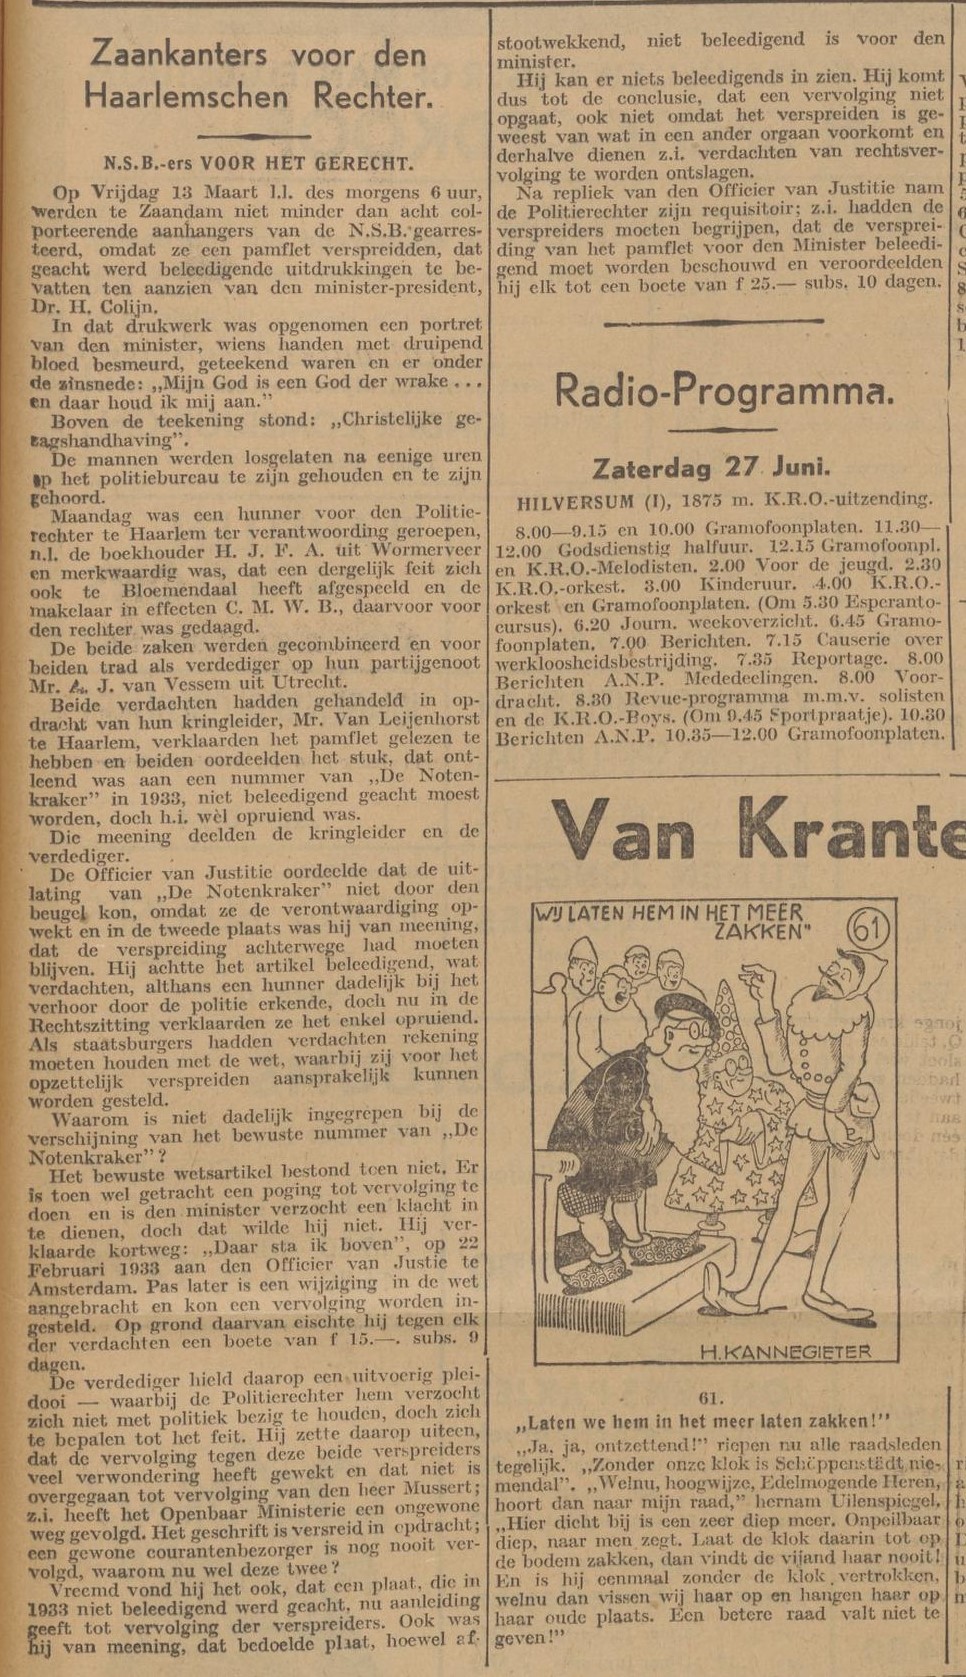 Zaankanters voor den
Haarlemschen Rechter.
N.S.B.-ers VOOR HET GERECHT.
Op Vrijdag 13 Maart l.l. des morgens 6 uur,
werden te Zaandam niet minder dan acht col-
porteerende aanhangers van de N.S.B. gearres-
teerd, omdat ze een pamflet verspreidden, dat
geacht werd beleedigende uitdrukkingen te be-
vatten ten aanzien van den minister-president,
Dr. H. Colijn.
In dat drukwerk was opgenomen een portret
van den minister, wiens handen met druipend
bloed besmeurd, geteekend waren en er onder
de zinsnede: „Mijn God is een God der wrake ...
en daar houd ik mij aan.”
Boven de teekening stond: „Christelijke ge-
zagshandhaving”.
De mannen werden losgelaten na eenige uren
op het politiebureau te zijn gehouden en te zijn
gehoord.
Maandag was een hunner voor den Politie-
rechter te Haarlem ter verantwoording geroepen,
n.l. de boekhouder H. J. F. A. uit Wormerveer
en merkwaardig was, dat een dergelijk feit zich
ook te Bloemendaal heeft afgespeeld en de
makelaar in effecten C. M. W. B., daarvoor voor
den rechter was gedaagd.
De beide zaken werden gecombineerd en voor
beiden trad als verdediger op hun partijgenoot
Mr. J. van Vessem uit Utrecht.
Beide verdachten hadden gehandeld in op-
dracht van hun kringleider, Mr. Van Leijenhorst
te Haarlem, verklaarden het pamflet gelezen te
hebben en beiden oordeelden het stuk, dat ont-
leend was aan een nummer van „De Noten-
kraker” in 1933, niet beleedigend geacht moest
worden, doch h.i. wèl opruiend was.
Die meening deelden de kringleider en de
verdediger.
De Officier van Justitie oordeelde dat de uit-
lating van „De Notenkraker” niet door den
beugel kon, omdat ze de verontwaardiging op-
wekt en in de tweede plaats was hij van meening,
dat de verspreiding achterwege had moeten
blijven. Hij achtte het artikel beleedigend, wat
verdachten, althans een hunner dadelijk bij het
verhoor door de politie erkende, doch nu in de
Rechtszitting verklaarden ze het enkel opruiend.
Als staatsburgers hadden verdachten rekening
moeten houden met de wet, waarbij zij voor het
opzettelijk verspreiden aansprakelijk kunnen
worden gesteld.
Waarom is niet dadelijk ingegrepen bij de
verschijning van het bewuste nummer van „De
Notenkraker”?
Het bewuste wetsartikel bestond toen niet. Er
is toen wel getracht een poging tot vervolging te
doen en is den minister verzocht een klacht in
te dienen, doch dat wilde hij niet. Hij ver-
klaarde kortweg: „Daar sta ik boven”, op 22
Februari 1933 aan den Officier van Justie te
Amsterdam. Pas later is een wijziging in de wet
aangebracht en kon een vervolging worden in-
gesteld. Op grond daarvan eischte hij tegen elk
der verdachten een boete van f 15.—. subs. 9
dagen.
De verdediger hield daarop een uitvoerig plei-
dooi — waarbij de Politierechter hem verzocht
zich niet met politiek bezig te houden, doch zich
te bepalen tot het feit. Hij zette daarop uiteen,
dat de vervolging tegen deze beide verspreiders
veel verwondering heeft gewekt en dat niet is
overgegaan tot vervolging van den heer Mussert;
z.i. heeft het Openbaar Ministerie een ongewone
weg gevolgd. Het geschrift is versreid in opdracht;
een gewone courantenbezorger is nog nooit ver-
volgd, waarom nu wel deze twee?
Vreemd vond hij het ook, dat een plaat, die in
1933 niet beleedigend werd geacht, nu aanleiding
geeft tot vervolging der verspreiders. Ook was
hij van meening, dat bedoelde plaat, hoewel af-
stootwekkend, niet beleedigend is voor den
minister.
Hij kan er niets beleedigends in zien. Hij komt
dus tot de conclusie, dat een vervolging niet
opgaat, ook niet omdat het verspreiden is ge-
weest van wat in een ander orgaan voorkomt en
derhalve dienen z.i. verdachten van rechtsver-
volging te worden ontslagen.
Na repliek van den Officier van Justitie nam
de Politierechter zijn requisitoir; z.i. hadden de
verspreiders moeten begrijpen, dat de versprei-
ding van het pamflet voor den Minister beleedi-
gend moet worden beschouwd en veroordeelden
hij elk tot een boete van f 25.— subs. 10 dagen.
Radio-Programma.
Zaterdag 27 Juni.
HILVERSUM (I), 1875 m. K.R.O.-uitzending.
8.00—9.15 en 10.00 Gramofoonplaten. 11.30—
12.00 Godsdienstig halfuur. 12.15 Gramofoonpl.
en K.R.O.-Melodisten. 2.00 Voor de jeugd. 2.30
K.R.O.-orkest. 3.00 Kinderuur. 4.00 K.R.O.-
orkest en Gramofoonplaten. (Om 5.30 Esperanto-
cursus). 6.20 Journ. weekoverzicht. 6.45 Gramo-
foonplaten. 7.00 Berichten. 7.15 Causerie over
werkloosheidsbestrijding. 7.35 Reportage. 8.00
Berichten A.N.P. Mededeelingen. 8.00 Voor-
dracht. 8.30 Revue-programma m.m.v. solisten
en de K.R.O.-Boys. (Om 9.45 Sportpraatje). 10.30
Berichten A.N.P. 10.35—12.00 Gramofoonplaten.
Van Krante
WIJ LATEN HEM IN HET MEER
ZAKKEN"
61
H. KANNEGIETER
61.
„Laten we hem in het meer laten zakken!”
„Ja, ja, ontzettend!” riepen nu alle raadsleden
tegelijk. „Zonder onze klok is Schüppenstädt nie-
mendal”. „Welnu, hoogwijze, Edelmogende Heren,
hoort dan naar mijn raad,” hernam Uilenspiegel,
„Hier dicht bij is een zeer diep meer. Onpeilbaar
diep, naar men zegt. Laat de klok daarin tot op
de bodem zakken, dan vindt de vijand haar nooit!
En is hij eenmaal zonder de klok vertrokken,
welnu dan vissen wij haar op en hangen haar op
haar oude plaats. Een betere raad valt niet te
geven!”